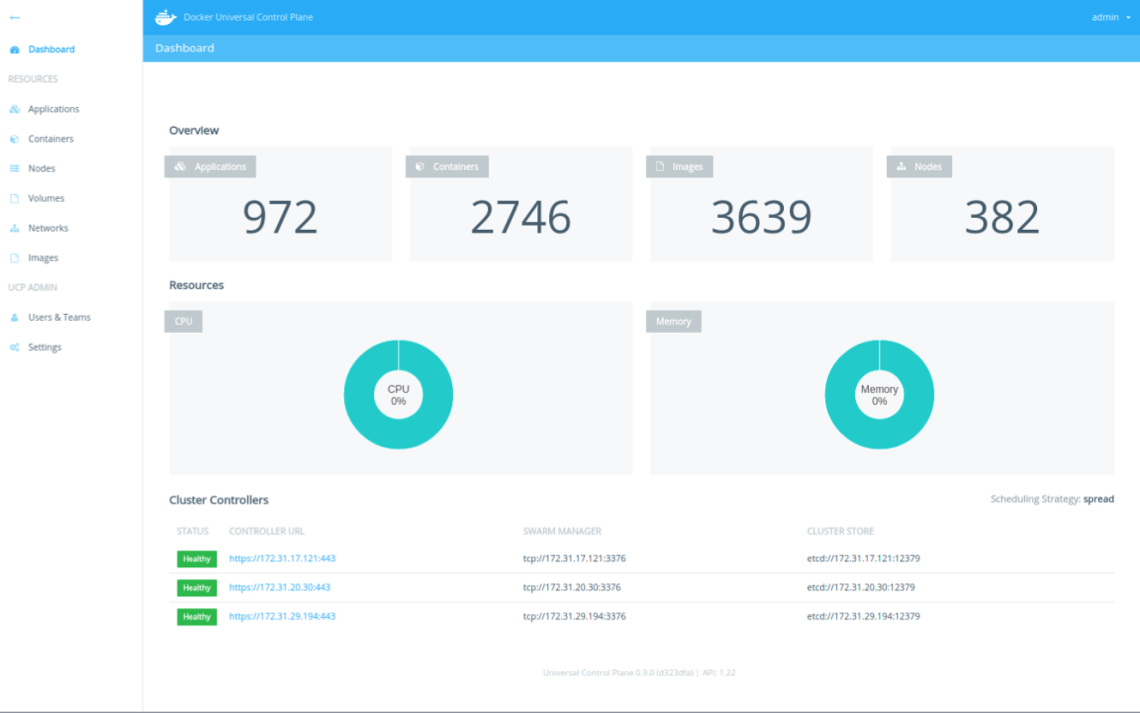 ←
Dashboard
RESOURCES
Applications
Containers
Nodes
Volumes
Networks
Images
UCP ADMIN
Users & Teams
Settings
Docker Universal Control Plane
admin
Dashboard
Overview
Applications
972
Containers
2746
Images
3639
Nodes
382
Resources
CPU
CPU
0%
Memory
Memory
0%
Cluster Controllers
Scheduling Strategy: spread
STATUS CONTROLLER URL SWARM MANAGER CLUSTER STORE
Healthy https://172.31.17.121:443 tcp://172.31.17.121:3376 etcd://172.31.17.121:12379
Healthy https://172.31.20.30:443 tcp://172.31.20.30:3376 etcd://172.31.20.30:12379
Healthy https://172.31.29.194:443 tcp://172.31.29.194:3376 etcd://172.31.29.194:12379
Universal Control Plane 0.9.0 (d323dfa) | API: 1.22